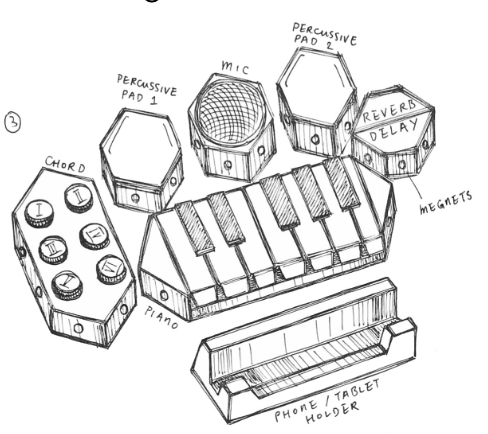 PERCUSSIVE
PAD 2
MIC
PERCUSSIVE
PAD 1
REVERB
DELAY
3
CHORD
MEGNETS
I
II
III
IV
V
VI
PIANO
PHONE / TABLET
HOLDER